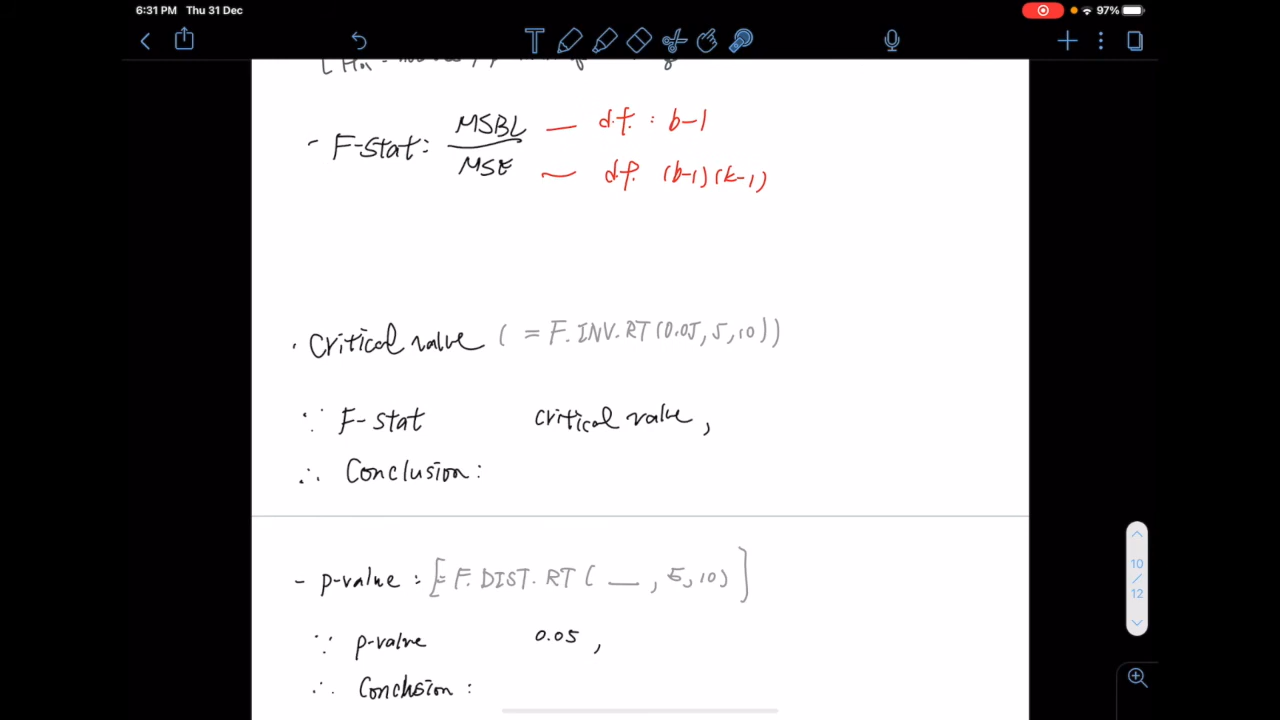 6:31 PM Thu 31 Dec
97%
- F-stat: MSBL — d.f. : b-1
MSE — d.f. (b-1)(k-1)
· Critical value ( = F.INV.RT(0.05, 5, 10))
∵ F-stat critical value,
∴ Conclusion:
- p-value : [= F.DIST.RT( __ , 5, 10)]
∵ p-value 0.05 ,
∴ Conclusion :
10
/
12